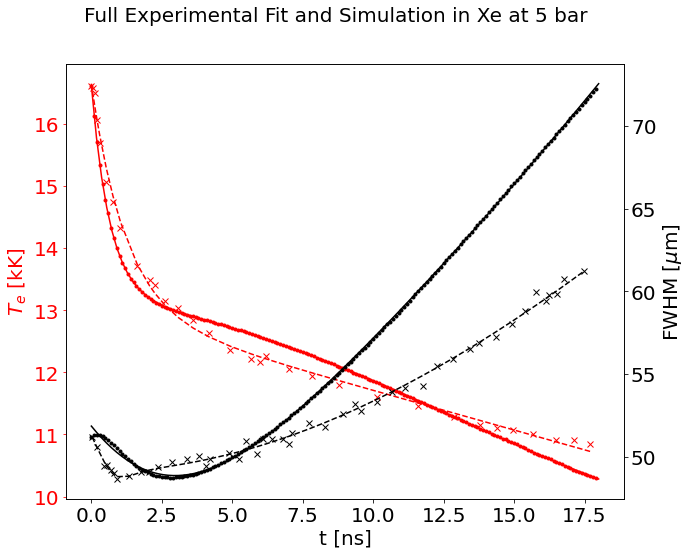 Full Experimental Fit and Simulation in Xe at 5 bar
16
15
14
13
12
11
10
T_e [kK]
70
65
60
55
50
FWHM [μm]
0.0 2.5 5.0 7.5 10.0 12.5 15.0 17.5
t [ns]